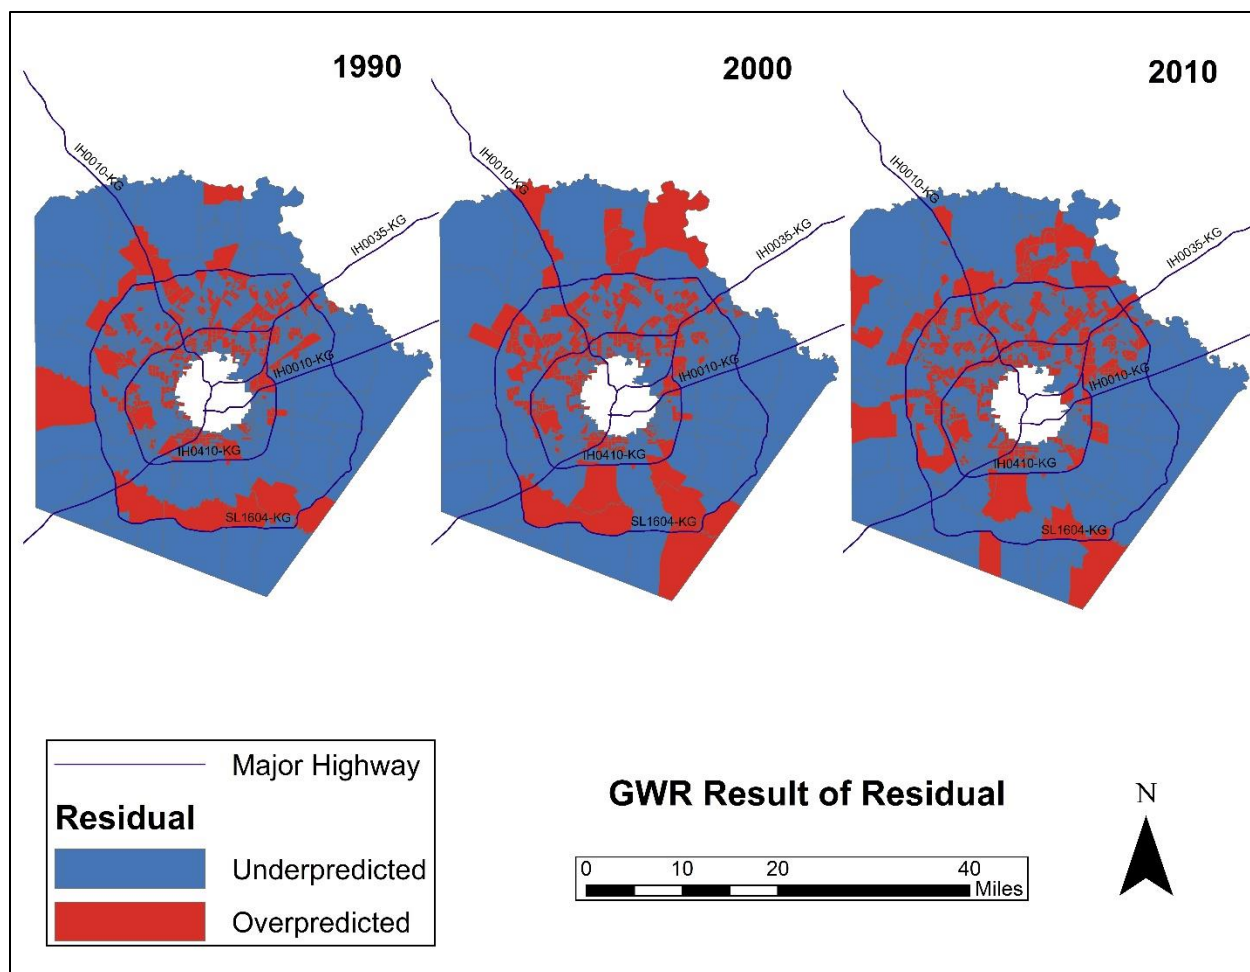 1990
2000
2010
IH0010-KG
IH0035-KG
IH0010-KG
IH0410-KG
SL1604-KG
IH0010-KG
IH0035-KG
IH0010-KG
IH0410-KG
SL1604-KG
IH0010-KG
IH0035-KG
IH0010-KG
IH0410-KG
SL1604-KG
Major Highway
Residual
Underpredicted
Overpredicted
GWR Result of Residual
0 10 20 40
Miles
N